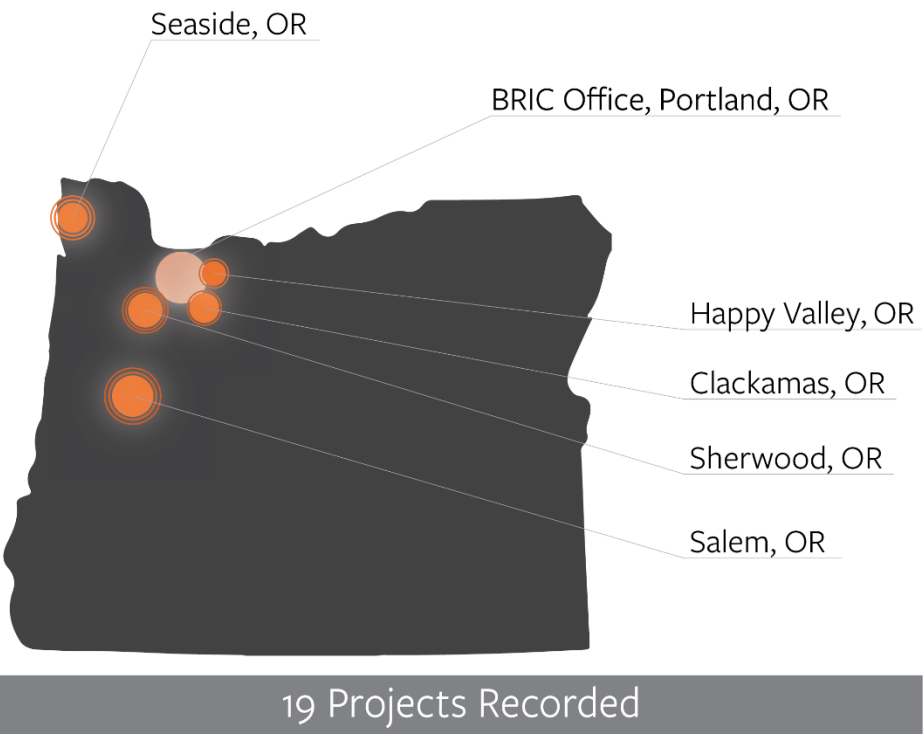 Seaside, OR
BRIC Office, Portland, OR
Happy Valley, OR
Clackamas, OR
Sherwood, OR
Salem, OR
19 Projects Recorded